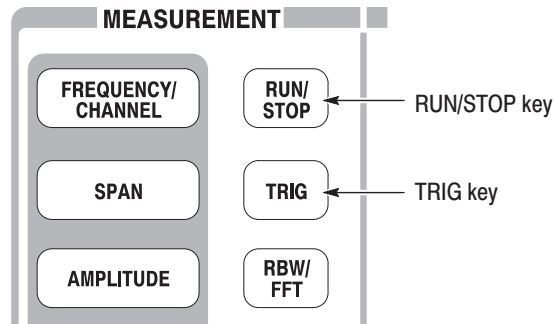 MEASUREMENT
FREQUENCY/
CHANNEL
RUN/
STOP
RUN/STOP key
SPAN
TRIG
TRIG key
AMPLITUDE
RBW/
FFT